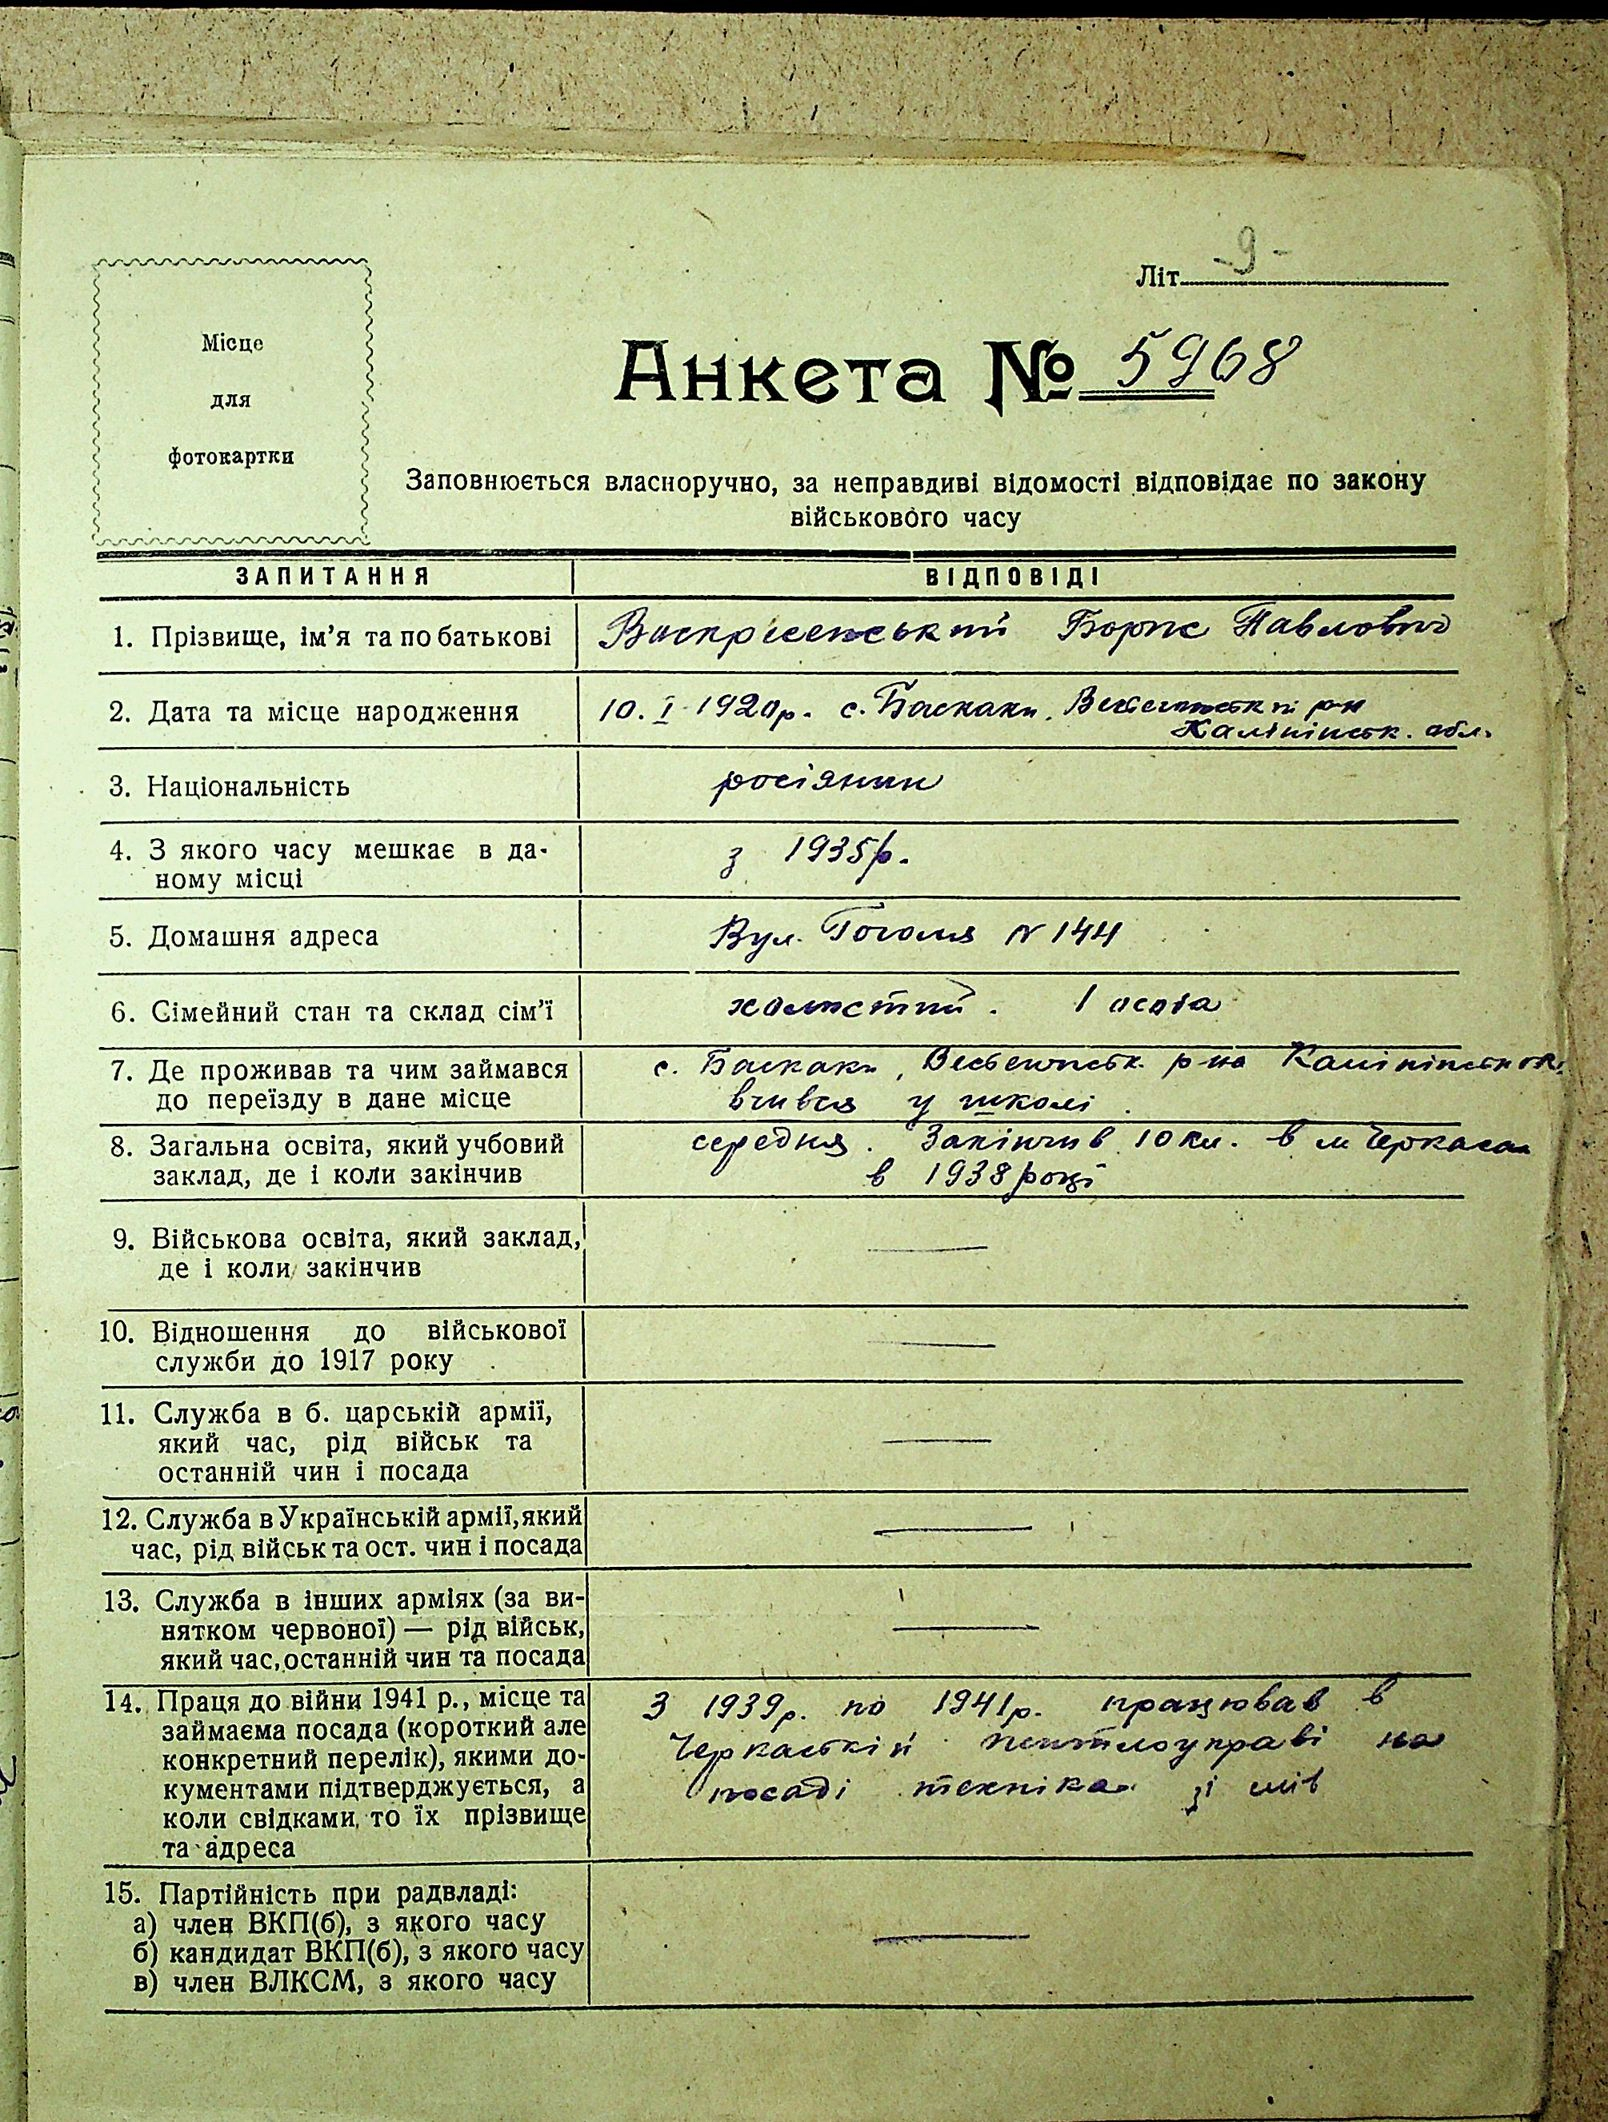 Літ. -9-
Місце
для
фотокартки
Анкета № 5968
Заповнюється власноручно, за неправдиві відомості відповідає по закону
військового часу
ЗАПИТАННЯ ВІДПОВІДІ
1. Прізвище, ім’я та по батькові Воскресенський Борис Павлович
2. Дата та місце народження 10. I 1920р. с. Баскаки, р-н
Калінінськ. обл.
3. Національність росіянин
4. З якого часу мешкає в да-
ному місці з 1935р.
5. Домашня адреса Вул. Гоголя N 144
6. Сімейний стан та склад сім’ї холостий. 1 особа
7. Де проживав та чим займався с. Баскаки, р-на
до переїзду в дане місце вчився у школі.
8. Загальна освіта, який учбовий середня. Закінчив 10 кл. в м Черкасах
заклад, де і коли закінчив в 1938 році
9. Військова освіта, який заклад, —
де і коли закінчив
10. Відношення до військової —
служби до 1917 року
11. Служба в б. царській армії,
який час, рід військ та —
останній чин і посада
12. Служба в Українській армії, який —
час, рід військ та ост. чин і посада
13. Служба в інших арміях (за ви-
нятком червоної) — рід військ, —
який час, останній чин та посада
14. Праця до війни 1941 р., місце та З 1939р. по 1941р. працював в
займаєма посада (короткий але
конкретний перелік), якими до- Черкаській житлоуправі на
кументами підтверджується, а посаді техніка
коли свідками, то їх прізвище
та адреса
15. Партійність при радвладі:
а) член ВКП(б), з якого часу
б) кандидат ВКП(б), з якого часу —
в) член ВЛКСМ, з якого часу